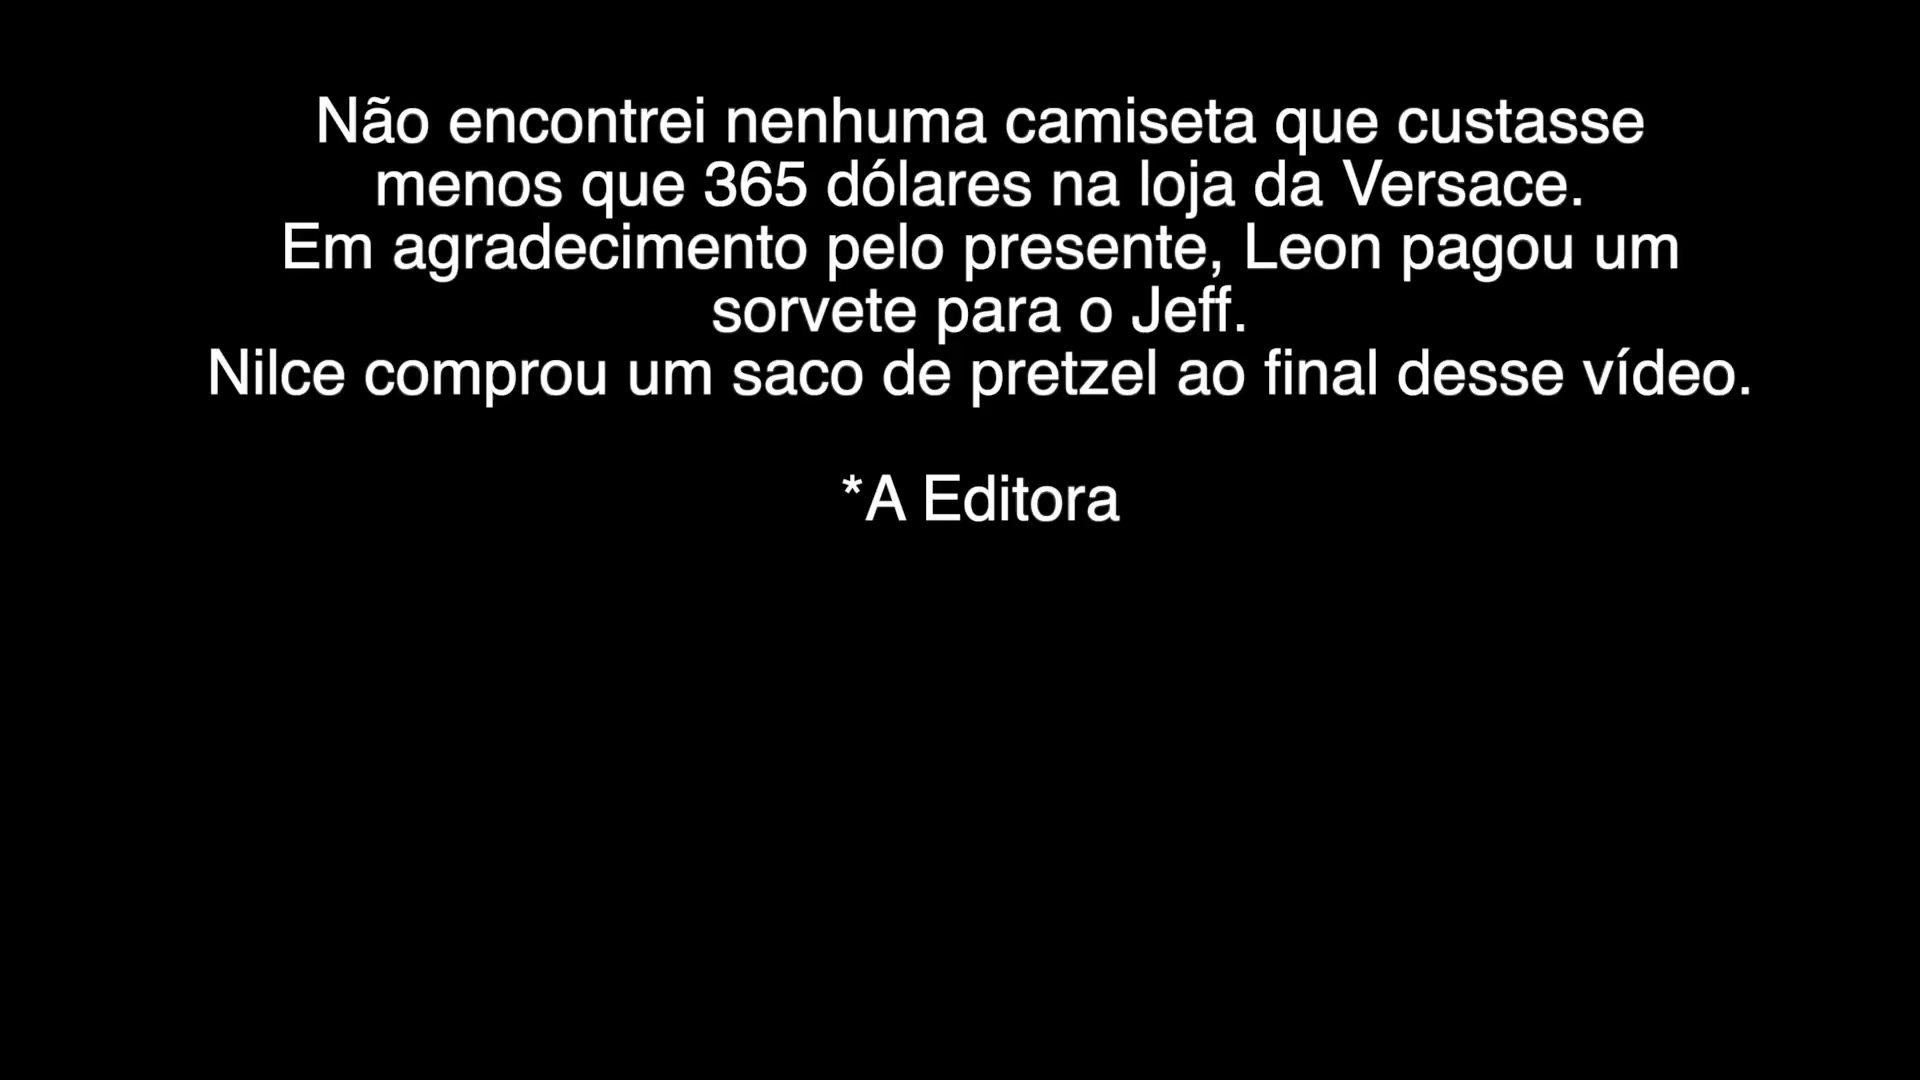 Não encontrei nenhuma camiseta que custasse
menos que 365 dólares na loja da Versace.
Em agradecimento pelo presente, Leon pagou um
sorvete para o Jeff.
Nilce comprou um saco de pretzel ao final desse vídeo.
*A Editora